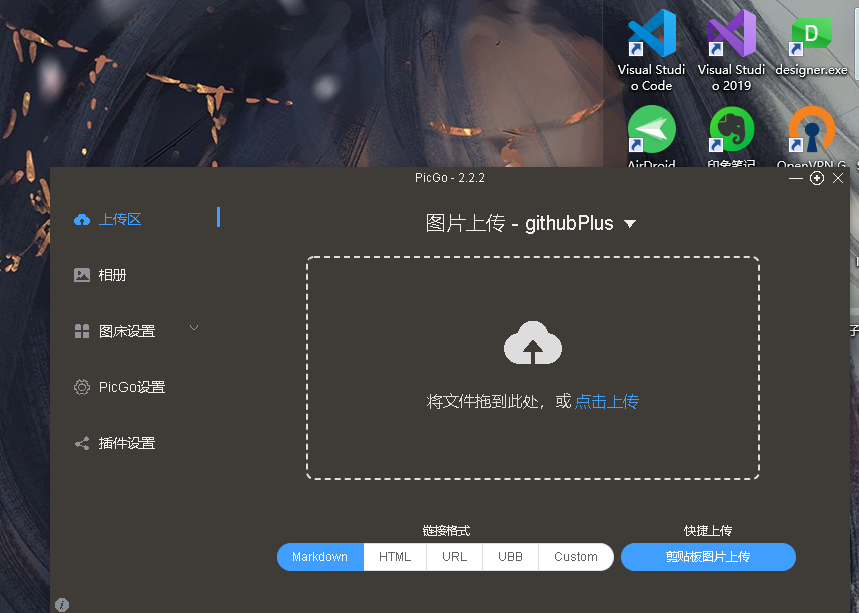 Visual Studi
o Code
Visual Studi
o 2019
D
designer.exe
AirDroid
印象笔记
OpenVPN G
PicGo - 2.2.2
上传区
图片上传 - githubPlus
相册
图床设置
PicGo设置
插件设置
将文件拖到此处，或 点击上传
链接格式
快捷上传
Markdown
HTML
URL
UBB
Custom
剪贴板图片上传